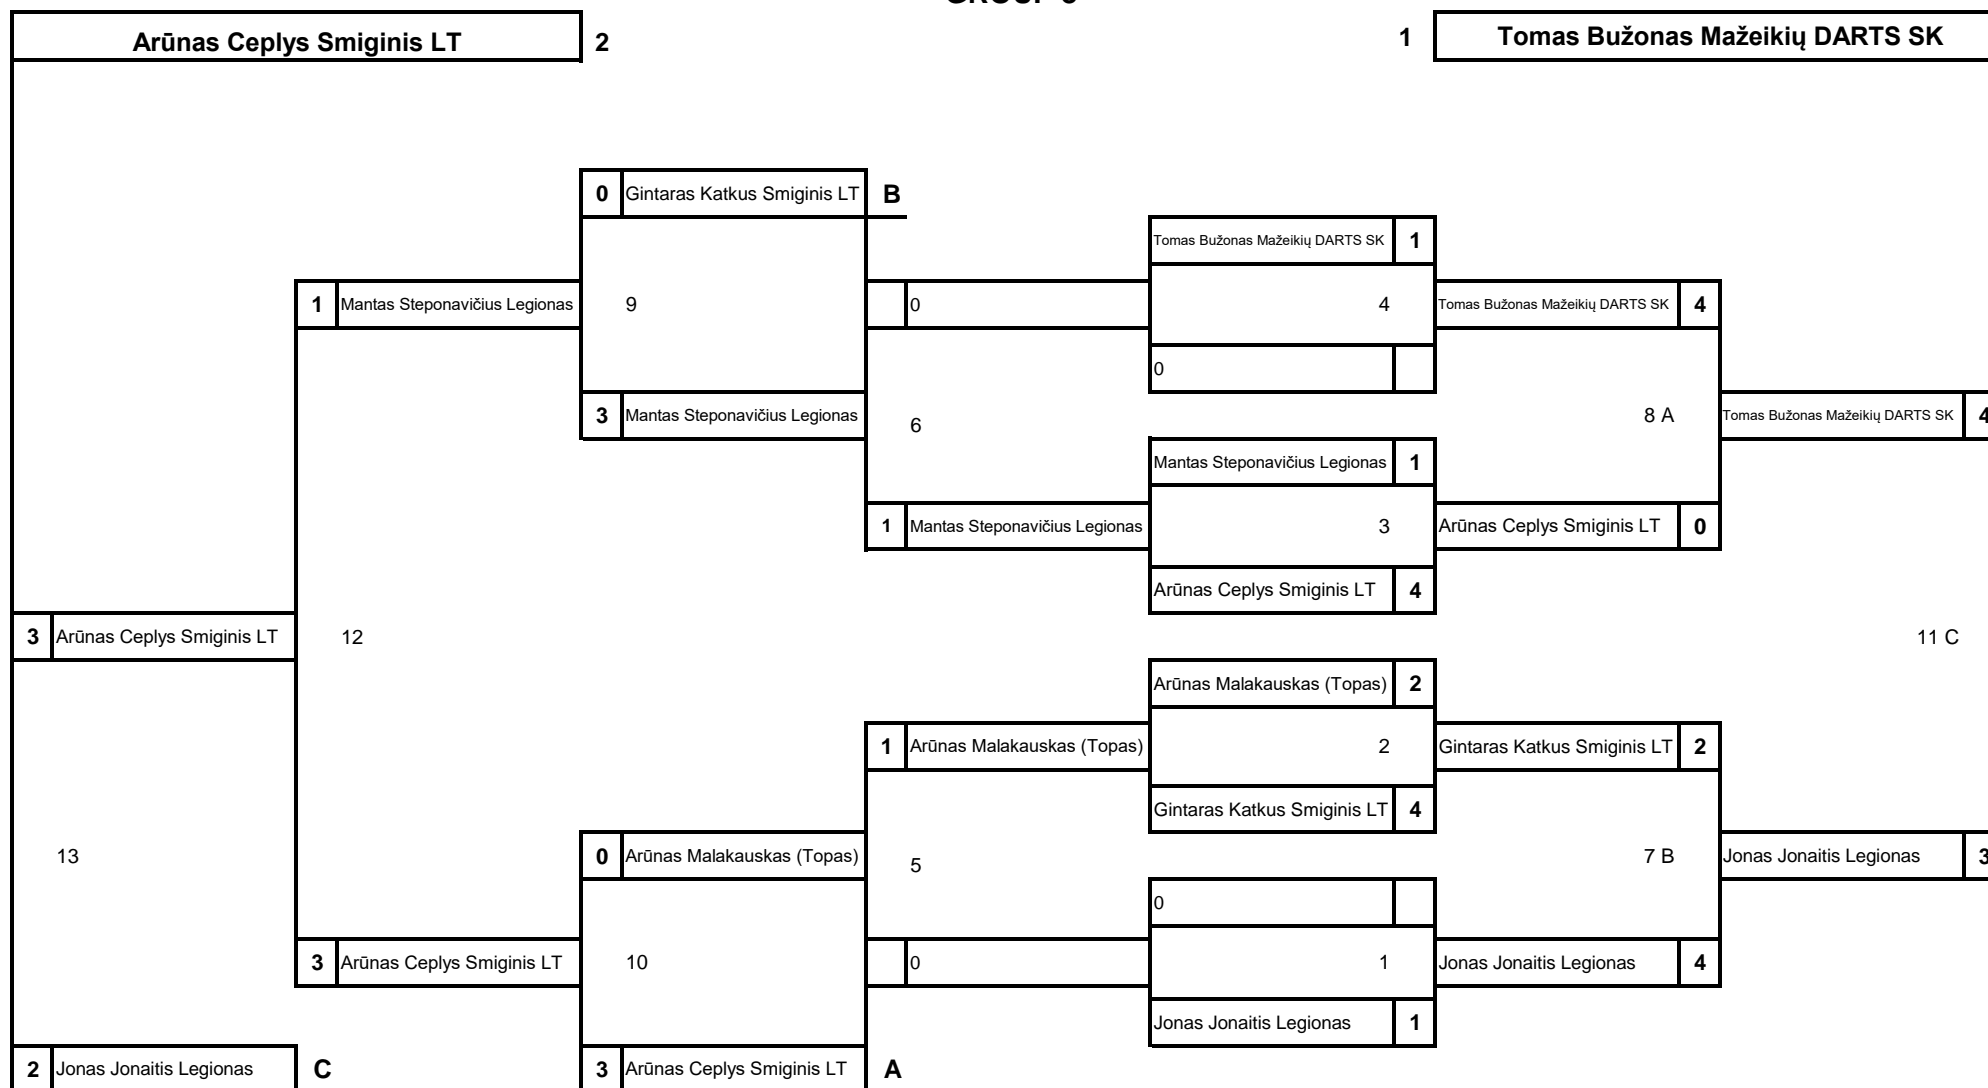 Arūnas Ceplys Smiginis LT 2 1 Tomas Bužonas Mažeikių DARTS SK
0 Gintaras Katkus Smiginis LT B
Tomas Bužonas Mažeikių DARTS SK 1
1 Mantas Steponavičius Legionas 9 0 4 Tomas Bužonas Mažeikių DARTS SK 4
0
3 Mantas Steponavičius Legionas 6 8 A Tomas Bužonas Mažeikių DARTS SK 4
Mantas Steponavičius Legionas 1
1 Mantas Steponavičius Legionas 3 Arūnas Ceplys Smiginis LT 0
Arūnas Ceplys Smiginis LT 4
3 Arūnas Ceplys Smiginis LT 12 11 C
Arūnas Malakauskas (Topas) 2
1 Arūnas Malakauskas (Topas) 2 Gintaras Katkus Smiginis LT 2
Gintaras Katkus Smiginis LT 4
13 0 Arūnas Malakauskas (Topas) 5 7 B Jonas Jonaitis Legionas 3
0
3 Arūnas Ceplys Smiginis LT 10 0 1 Jonas Jonaitis Legionas 4
Jonas Jonaitis Legionas 1
2 Jonas Jonaitis Legionas C 3 Arūnas Ceplys Smiginis LT A